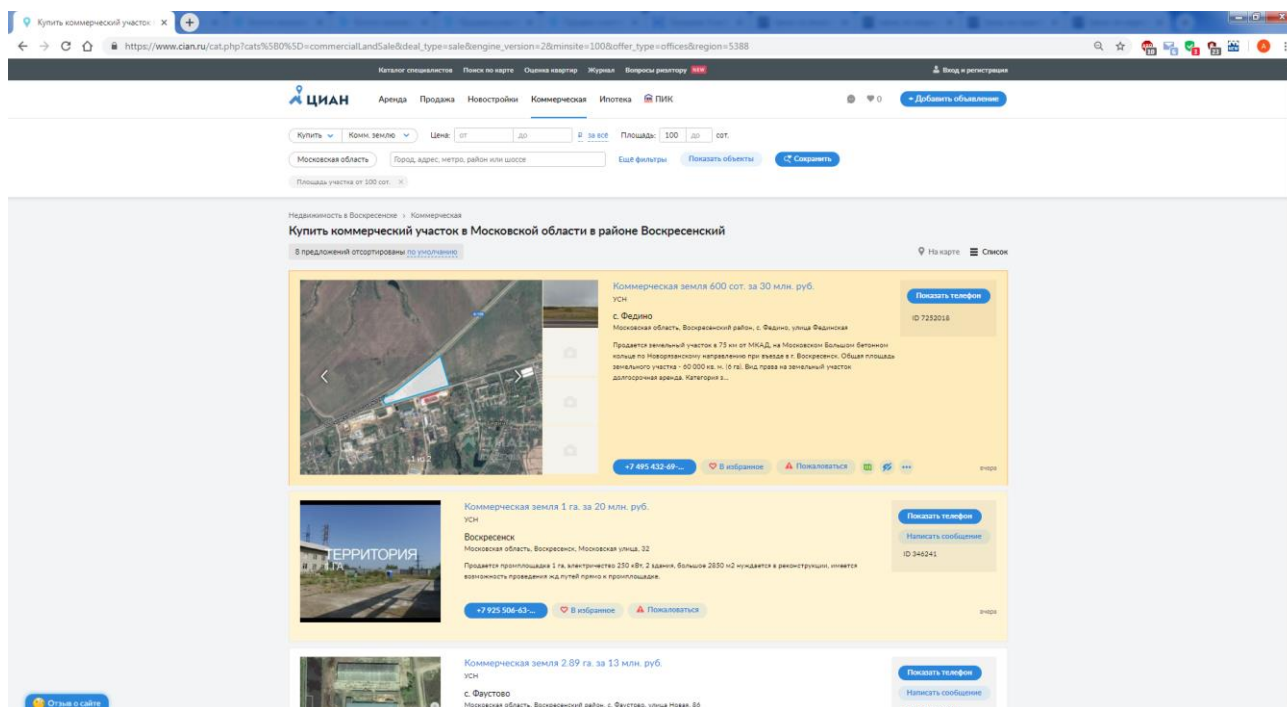 Купить коммерческий участок
https://www.cian.ru/cat.php?cats%5B0%5D=commercialLandSale&deal_type=sale&engine_version=2&minsite=100&offer_type=offices&region=5388
Каталог специалистов Поиск по карте Оценка квартир Журнал Вопросы риэлтору NEW Вход и регистрация
ЦИАН Аренда Продажа Новостройки Коммерческая Ипотека ПИК 0 + Добавить объявление
Купить Комм. землю Цена: от до ₽ за всё Площадь: 100 до сот.
Московская область Город, адрес, метро, район или шоссе Ещё фильтры Показать объекты Сохранить
Площадь участка от 100 сот. ×
Недвижимость в Воскресенске › Коммерческая
Купить коммерческий участок в Московской области в районе Воскресенский
8 предложений отсортированы по умолчанию На карте Список
Коммерческая земля 600 сот. за 30 млн. руб. Показать телефон
УСН
ID 7252016
с. Федино
Московская область, Воскресенский район, с. Федино, улица Фединская
Продается земельный участок в 75 км от МКАД, на Московском Большом бетонном
кольце по Новорязанскому направлению при въезде в г. Воскресенск. Общая площадь
земельного участка - 60 000 кв. м. (6 га). Вид права на земельный участок
долгосрочная аренда. Категория з...
ЦИАН
1 из 2
+7 495 432-69-... В избранное Пожаловаться вчера
Коммерческая земля 1 га. за 20 млн. руб. Показать телефон
УСН
Написать сообщение
Воскресенск
Московская область, Воскресенск, Московская улица, 32 ID 346241
ТЕРРИТОРИЯ
1 ГА
Продается промплощадка 1 га, электричество 250 кВт, 2 здания, большое 2850 м2 нуждается в реконструкции, имеется
возможность проведения жд.путей прямо к промплощадке.
+7 925 506-63-... В избранное Пожаловаться вчера
Коммерческая земля 2.89 га. за 13 млн. руб. Показать телефон
УСН
Написать сообщение
с. Фаустово
Московская область, Воскресенский район, с. Фаустово, улица Новая, 86
Отзыв о сайте